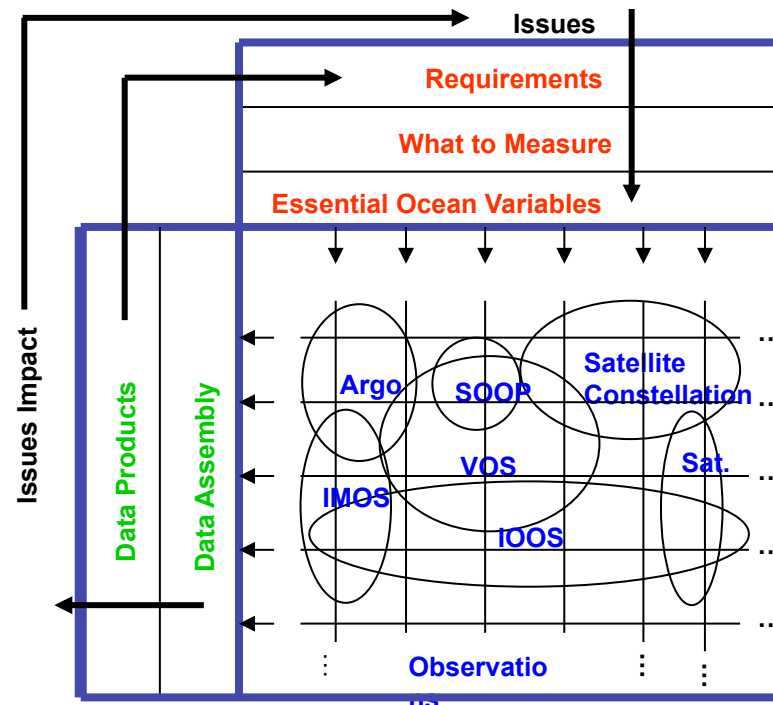 Issues
Requirements
What to Measure
Essential Ocean Variables
Issues Impact
Data Products
Data Assembly
Argo
SOOP
Satellite
Constellation
VOS
Sat.
IMOS
IOOS
Observatio
ns